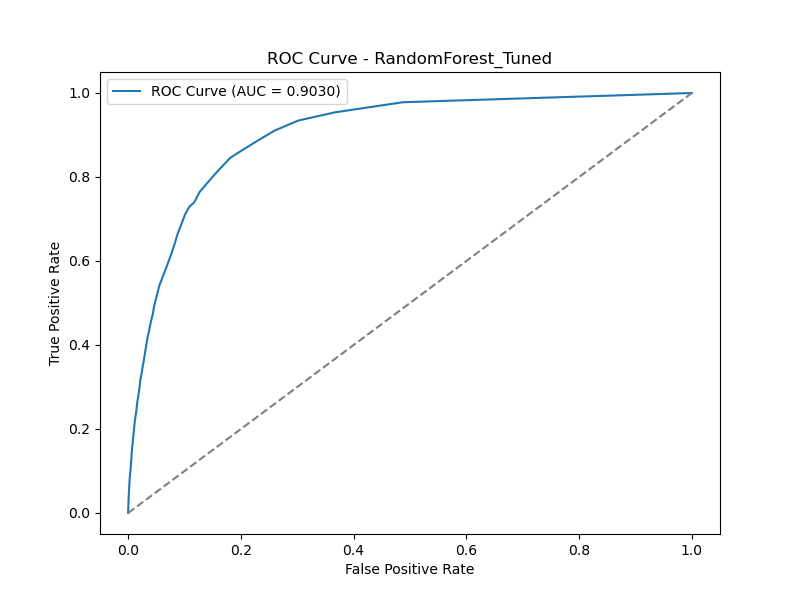 ROC Curve - RandomForest_Tuned
ROC Curve (AUC = 0.9030)
True Positive Rate
1.0
0.8
0.6
0.4
0.2
0.0
0.0 0.2 0.4 0.6 0.8 1.0
False Positive Rate